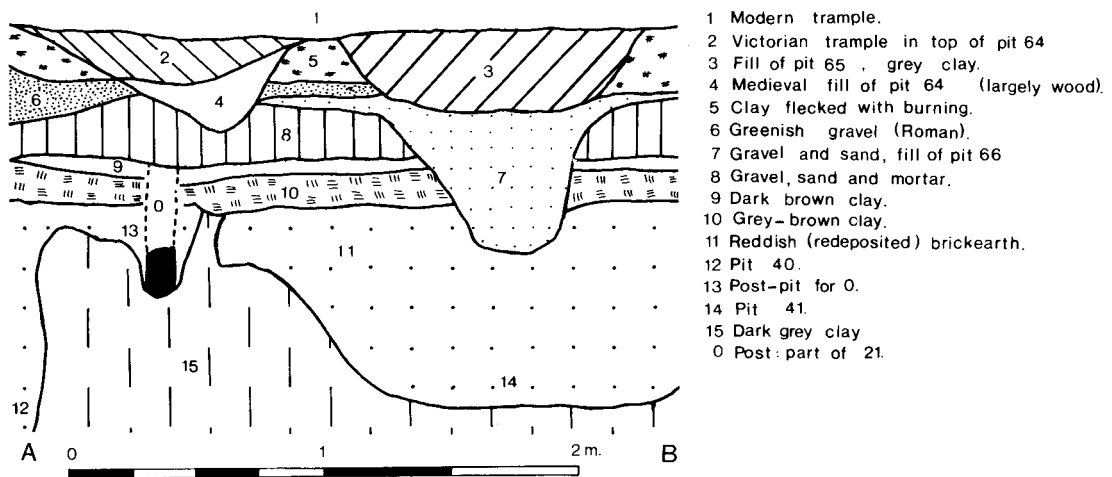 1
2
3
4
5
6
7
8
9
0
10
13
11
15
14
12
A
B
0
1
2 m.
1 Modern trample.
2 Victorian trample in top of pit 64
3 Fill of pit 65 , grey clay.
4 Medieval fill of pit 64 (largely wood).
5 Clay flecked with burning.
6 Greenish gravel (Roman).
7 Gravel and sand, fill of pit 66
8 Gravel, sand and mortar.
9 Dark brown clay.
10 Grey-brown clay.
11 Reddish (redeposited) brickearth.
12 Pit 40.
13 Post-pit for 0.
14 Pit 41.
15 Dark grey clay
0 Post: part of 21.